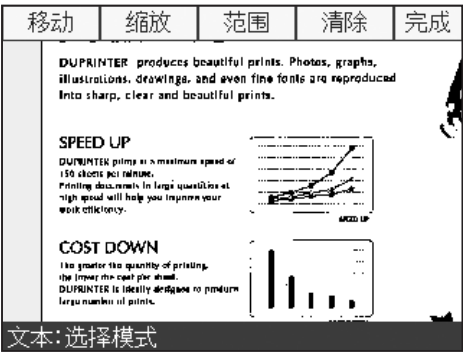 移动 缩放 范围 清除 完成
DUPRINTER produces beautiful prints. Photos, graphs,
illustrations, drawings, and even fine fonts are reproduced
into sharp, clear and beautiful prints.
SPEED UP
DUPRINTER prints at a maximum speed of
150 sheets per minute.
Printing documents in large quantities at
high speed will help you improve your
work efficiency.
SPEED UP
COST DOWN
The greater the quantity of printing,
the lower the cost per sheet.
DUPRINTER is ideally designed to produce
large number of prints.
文本:选择模式